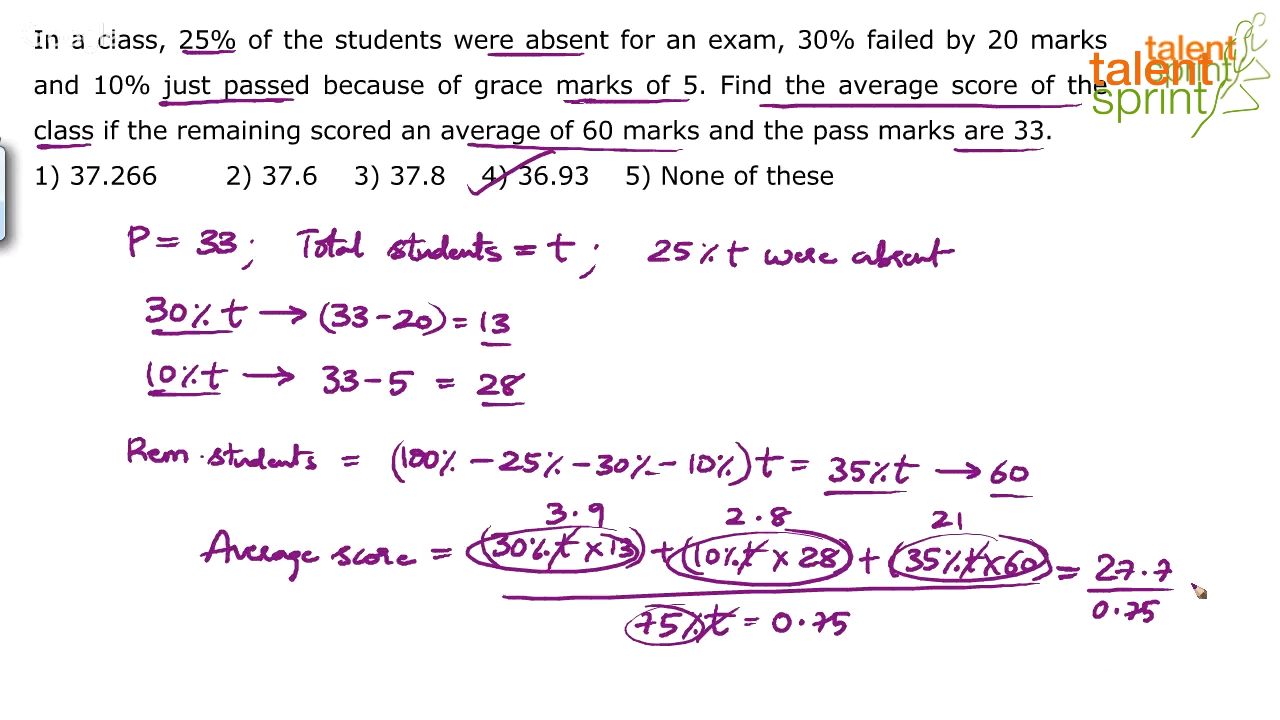 In a class, 25% of the students were absent for an exam, 30% failed by 20 marks
and 10% just passed because of grace marks of 5. Find the average score of the
class if the remaining scored an average of 60 marks and the pass marks are 33.
1) 37.266 2) 37.6 3) 37.8 4) 36.93 5) None of these
talent
sprint
talent
sprint
P = 33 ; Total students = t ; 25% t were absent
30% t → (33-20) = 13
10% t → 33-5 = 28
Rem. students = (100% - 25% - 30% - 10%) t = 35% t → 60
3.9 2.8 21
Average score = (30% t x 13) + (10% t x 28) + (35% t x 60) = 27.7
75% t = 0.75 0.75